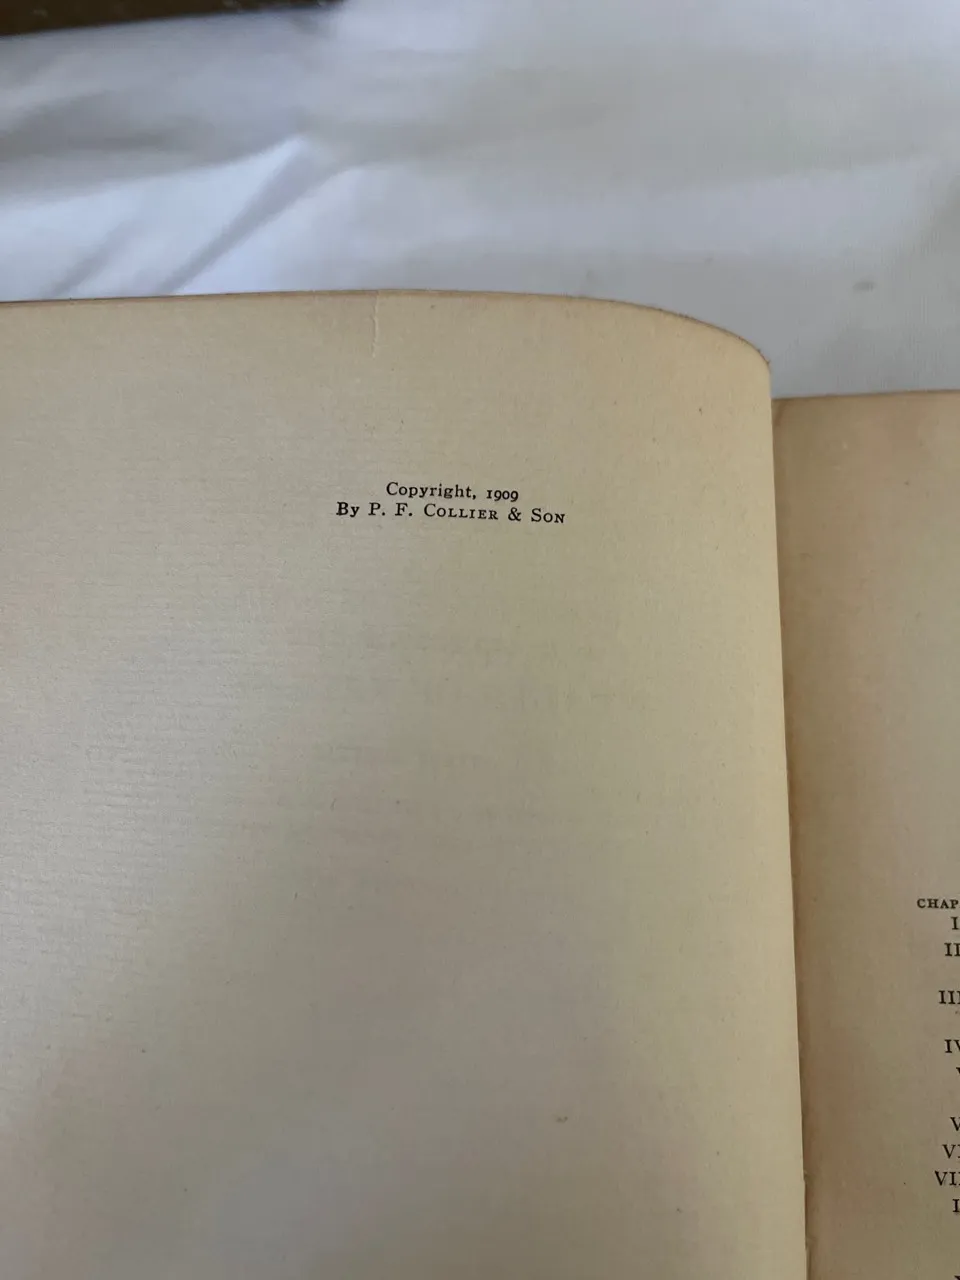 Copyright, 1909
By P. F. COLLIER & SON
CHAP
I
II
III
IV
V
V
VI
VII
I